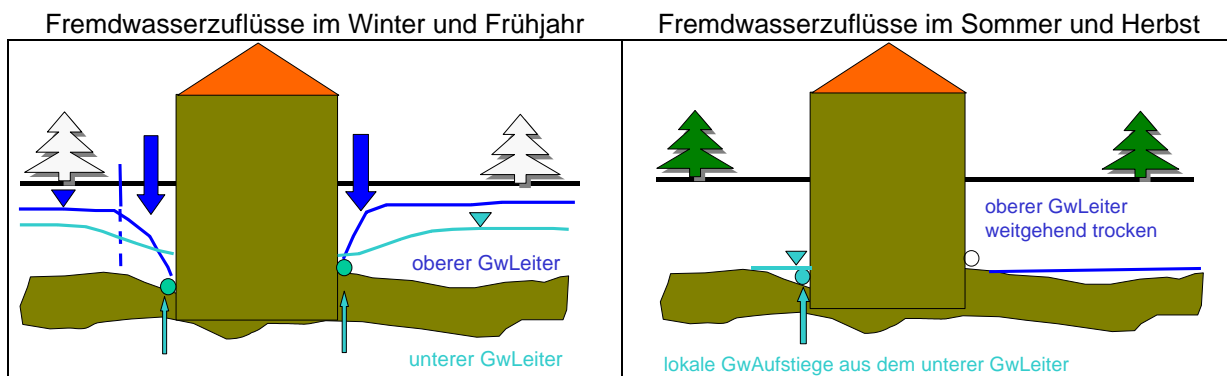 Fremdwasserzuflüsse im Winter und Frühjahr
Fremdwasserzuflüsse im Sommer und Herbst
oberer GwLeiter
unterer GwLeiter
oberer GwLeiter
weitgehend trocken
lokale GwAufstiege aus dem unterer GwLeiter